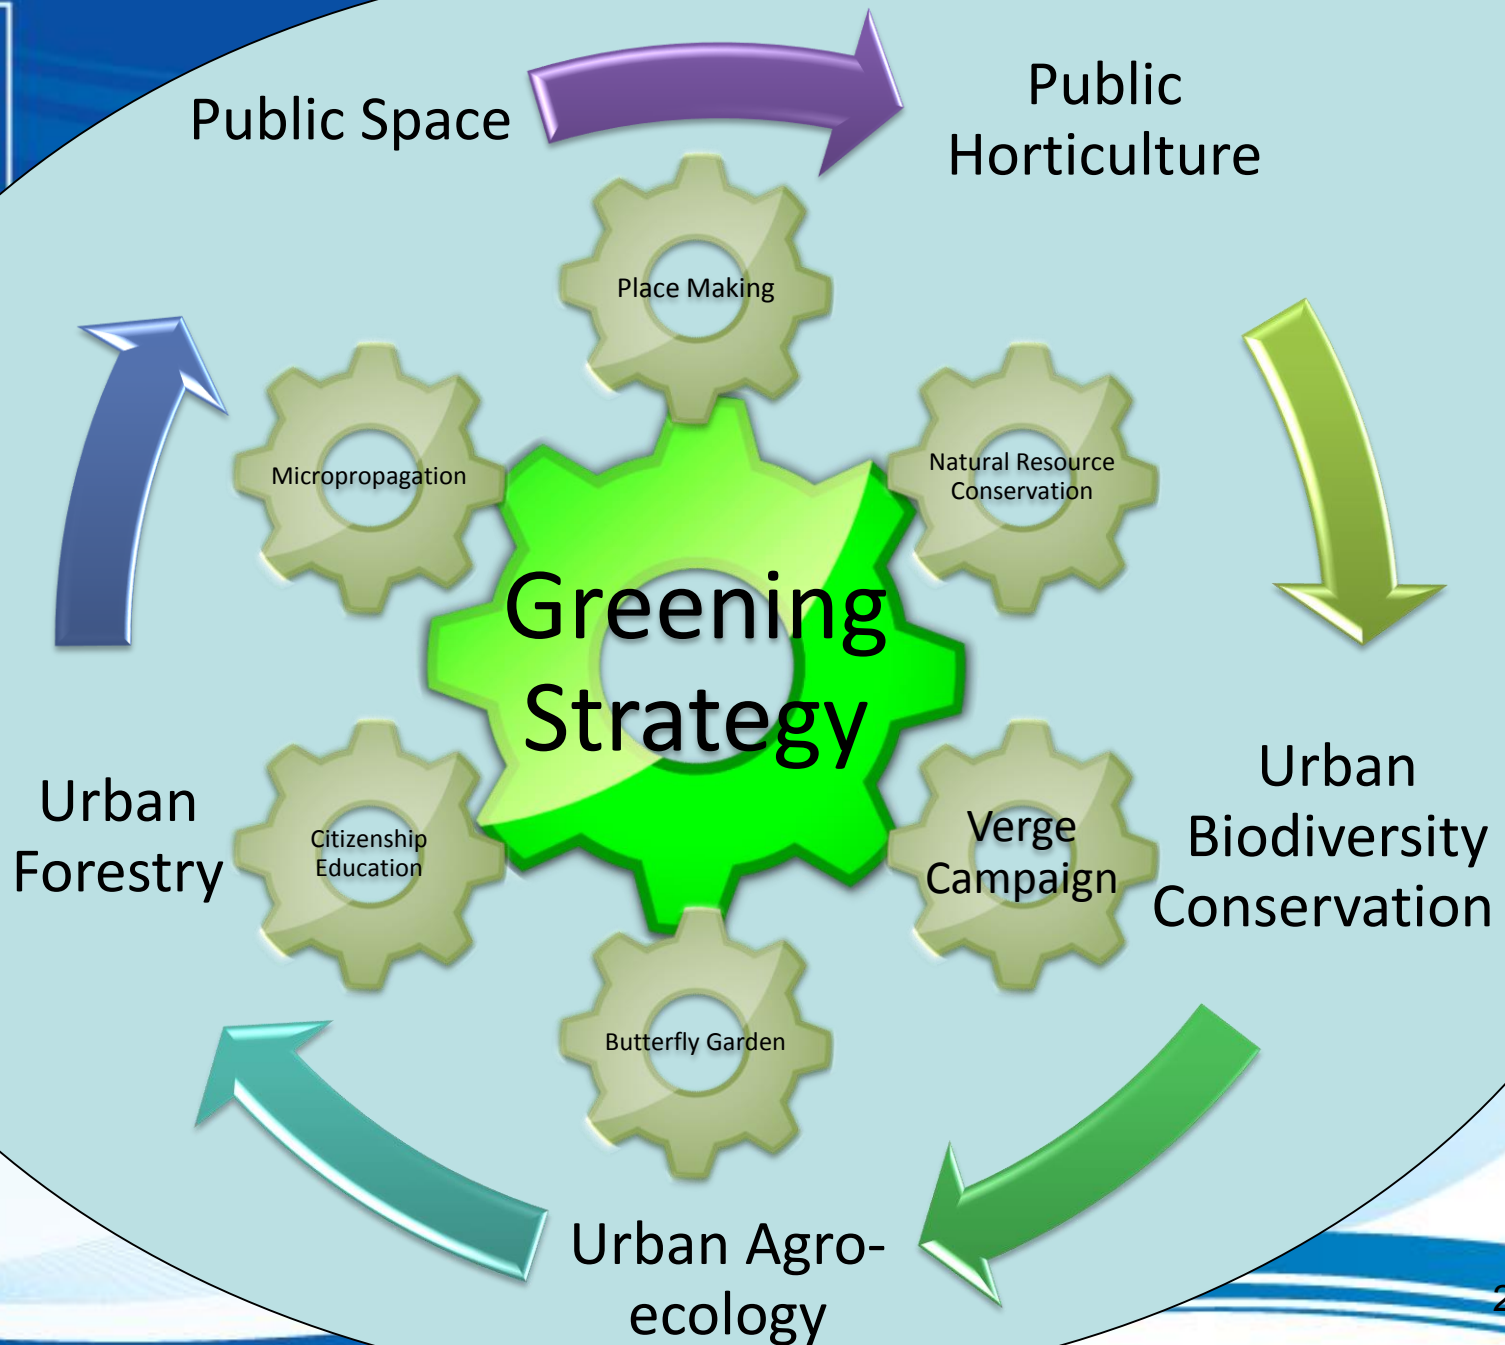 Public Space
Public
Horticulture
Place Making
Micropropagation
Natural Resource
Conservation
Greening
Strategy
Urban
Forestry
Citizenship
Education
Verge
Campaign
Urban
Biodiversity
Conservation
Butterfly Garden
Urban Agro-
ecology